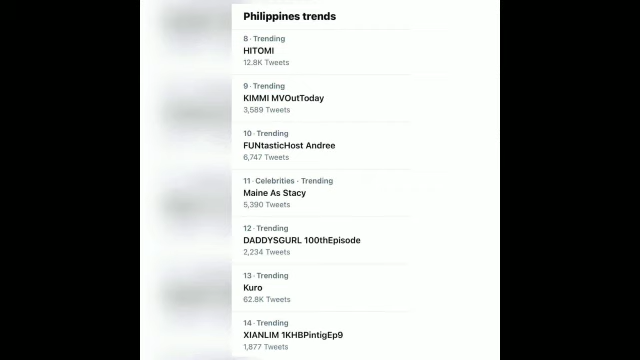 Philippines trends
8 · Trending
HITOMI
12.8K Tweets
9 · Trending
KIMMI MVOutToday
3,589 Tweets
10 · Trending
FUNtasticHost Andree
6,747 Tweets
11 · Celebrities · Trending
Maine As Stacy
5,390 Tweets
12 · Trending
DADDYSGURL 100thEpisode
2,234 Tweets
13 · Trending
Kuro
62.8K Tweets
14 · Trending
XIANLIM 1KHBPintigEp9
1,877 Tweets